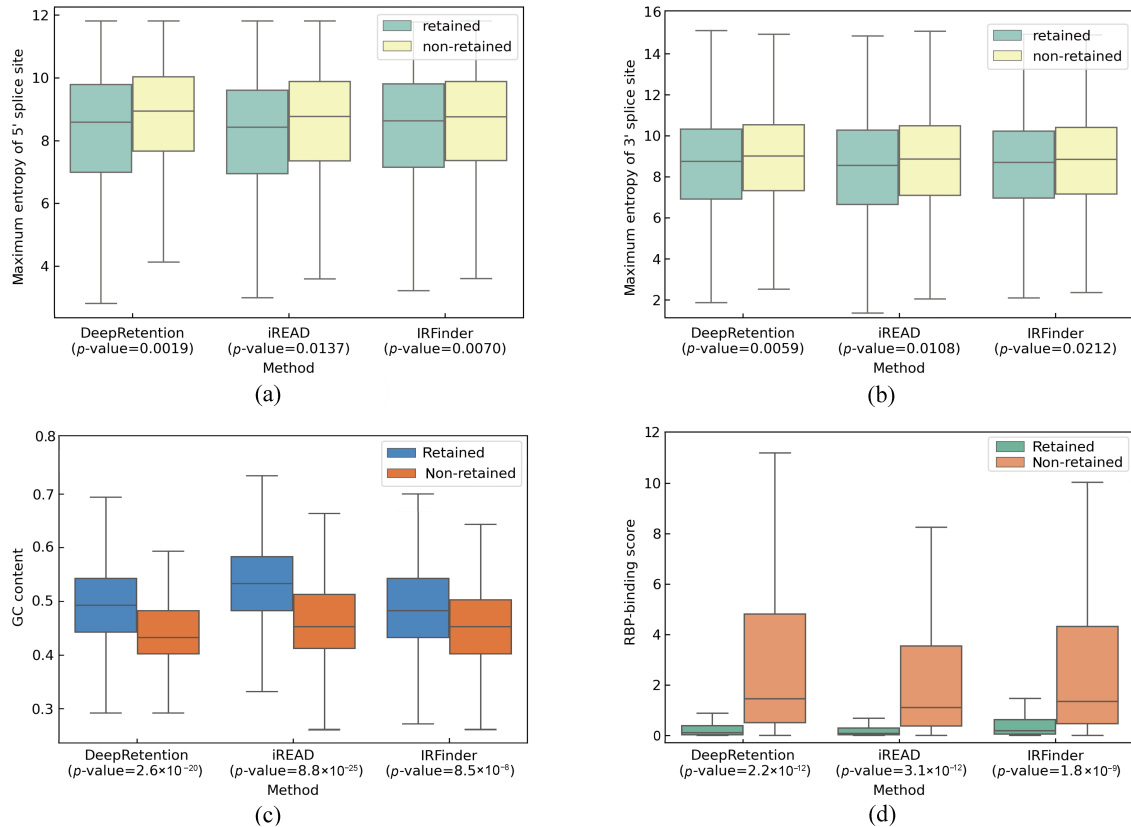 12
10
8
6
4
Maximum entropy of 5' splice site
retained
non-retained
DeepRetention
(p-value=0.0019)
iREAD
(p-value=0.0137)
IRFinder
(p-value=0.0070)
Method
(a)
16
14
12
10
8
6
4
2
Maximum entropy of 3' splice site
retained
non-retained
DeepRetention
(p-value=0.0059)
iREAD
(p-value=0.0108)
IRFinder
(p-value=0.0212)
Method
(b)
0.8
0.7
0.6
0.5
0.4
0.3
GC content
Retained
Non-retained
DeepRetention
(p-value=2.6×10⁻²⁰)
iREAD
(p-value=8.8×10⁻²⁵)
IRFinder
(p-value=8.5×10⁻⁸)
Method
(c)
12
10
8
6
4
2
0
RBP-binding score
Retained
Non-retained
DeepRetention
(p-value=2.2×10⁻¹²)
iREAD
(p-value=3.1×10⁻¹²)
IRFinder
(p-value=1.8×10⁻⁹)
Method
(d)